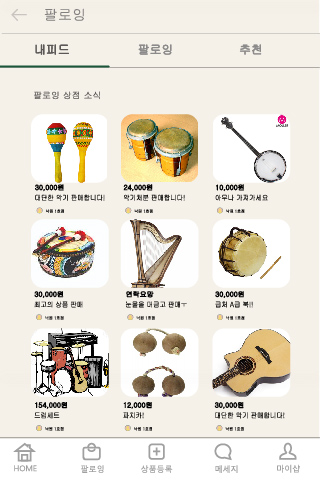 팔로잉
내피드 팔로잉 추천
팔로잉 상점 소식
30,000원 24,000원 10,000원
대단한 악기 판매합니다! 악기처분 판매합니다! 아무나 가져가세요
낙원 1호점 낙원 1호점 낙원 1호점
30,000원 연락요망 30,000원
최고의 상품 판매 눈물을 머금고 판매ㅜ 급처 A급 북!!
낙원 1호점 낙원 1호점 낙원 1호점
154,000원 12,000원 30,000원
드럼세트 파지카! 대단한 악기 판매합니다!
낙원 1호점 낙원 1호점 낙원 1호점
HOME 팔로잉 상품등록 메세지 마이샵